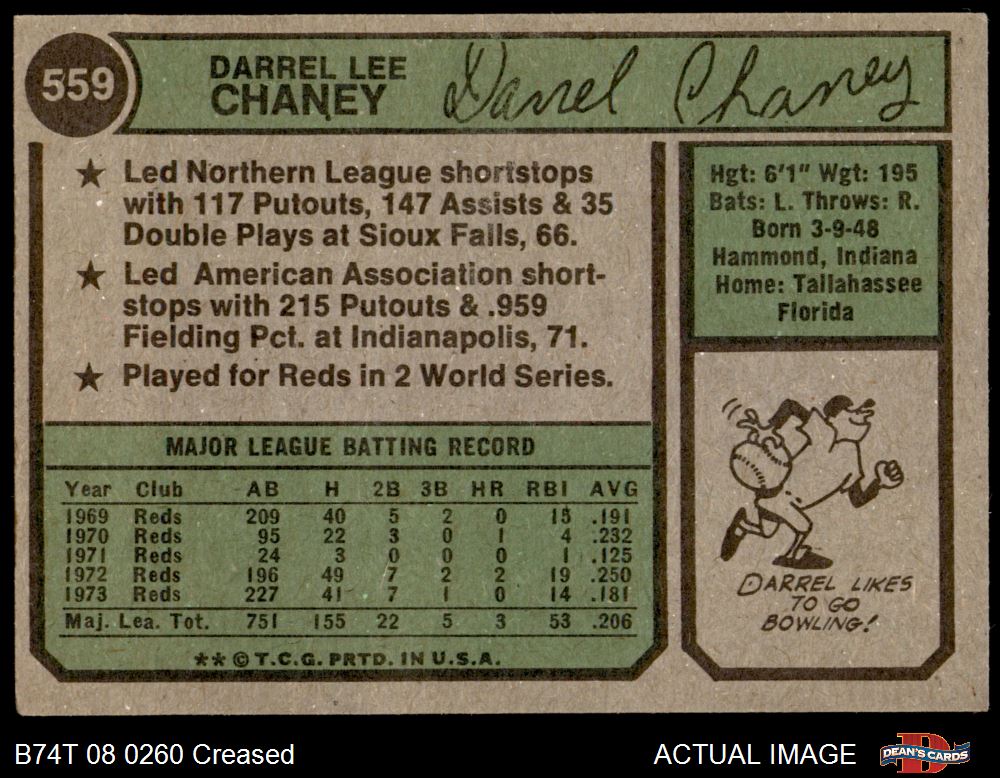 559
DARREL LEE
CHANEY
Darrel Chaney
★ Led Northern League shortstops
with 117 Putouts, 147 Assists & 35
Double Plays at Sioux Falls, 66.
★ Led American Association short-
stops with 215 Putouts & .959
Fielding Pct. at Indianapolis, 71.
★ Played for Reds in 2 World Series.
Hgt: 6'1" Wgt: 195
Bats: L. Throws: R.
Born 3-9-48
Hammond, Indiana
Home: Tallahassee
Florida
MAJOR LEAGUE BATTING RECORD
Year Club AB H 2B 3B HR RBI AVG
1969 Reds 209 40 5 2 0 15 .191
1970 Reds 95 22 3 0 1 4 .232
1971 Reds 24 3 0 0 0 1 .125
1972 Reds 196 49 7 2 2 19 .250
1973 Reds 227 41 7 1 0 14 .181
Maj. Lea. Tot. 751 155 22 5 3 53 .206
** © T.C.G. PRTD. IN U.S.A.
DARREL LIKES
TO GO
BOWLING!
B74T 08 0260 Creased
ACTUAL IMAGE
DEAN'S CARDS